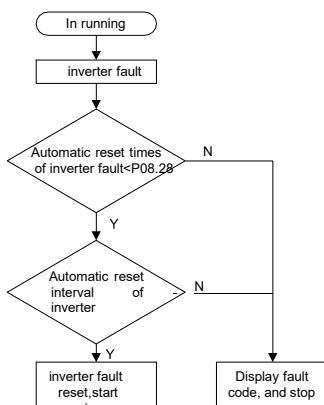 In running
inverter fault
Automatic reset times
of inverter fault<P08.28
N
Y
Automatic reset
interval of
inverter
N
Y
inverter fault
reset,start
Display fault
code, and stop